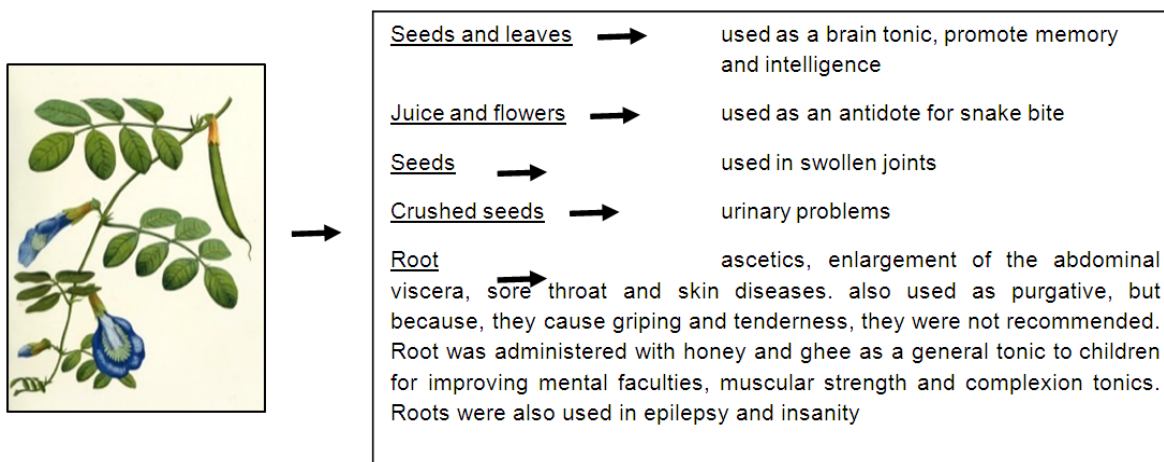 Seeds and leaves used as a brain tonic, promote memory
and intelligence
Juice and flowers used as an antidote for snake bite
Seeds used in swollen joints
Crushed seeds urinary problems
Root ascetics, enlargement of the abdominal
viscera, sore throat and skin diseases. also used as purgative, but
because, they cause griping and tenderness, they were not recommended.
Root was administered with honey and ghee as a general tonic to children
for improving mental faculties, muscular strength and complexion tonics.
Roots were also used in epilepsy and insanity